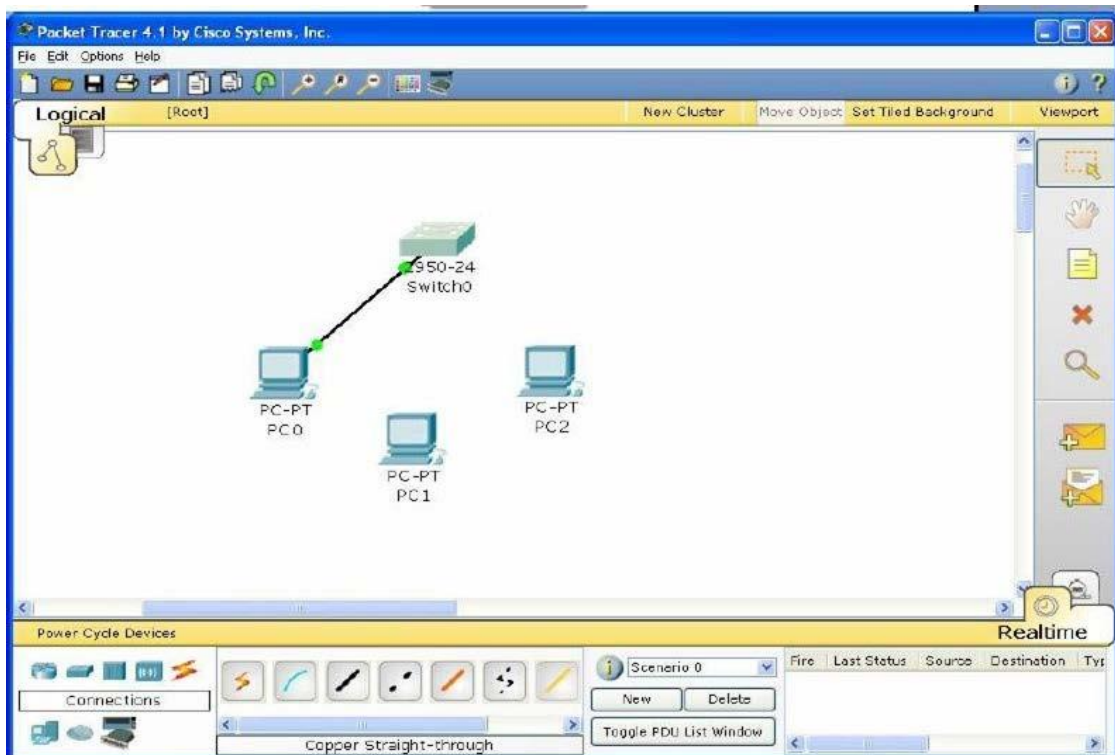 Packet Tracer 4.1 by Cisco Systems, Inc.
File Edit Options Help
Logical [Root] New Cluster Move Object Set Tiled Background Viewport
2950-24
Switch0
PC-PT
PC0
PC-PT
PC2
PC-PT
PC1
Power Cycle Devices Realtime
Scenario 0 Fire Last Status Source Destination Typ
Connections New Delete
Toggle PDU List Window
Copper Straight-through